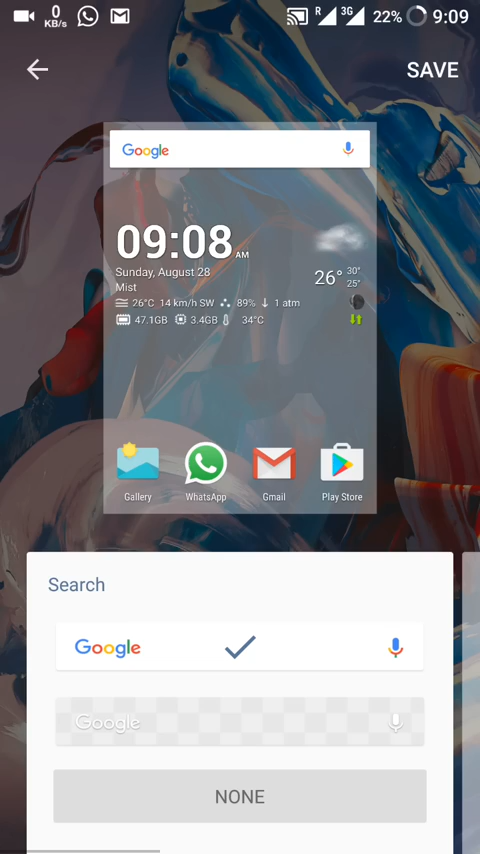 0 KB/s R 3G 22% 9:09
SAVE
Google
09:08 AM
Sunday, August 28
Mist
26° 30° 25°
26°C 14 km/h SW 89% 1 atm
47.1GB 3.4GB 34°C
Gallery WhatsApp Gmail Play Store
Search
Google
Google
NONE